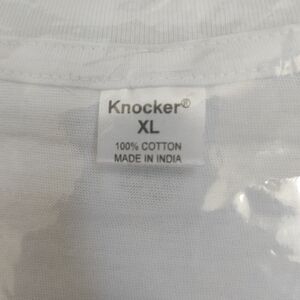 Knocker®
XL
100% COTTON
MADE IN INDIA